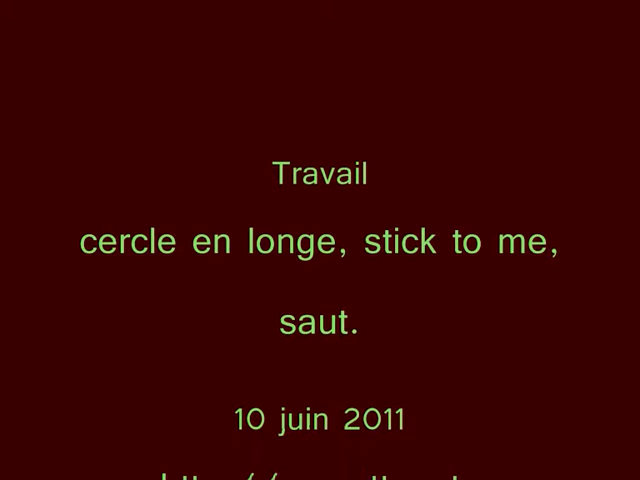 Travail
cercle en longe, stick to me,
saut.
10 juin 2011